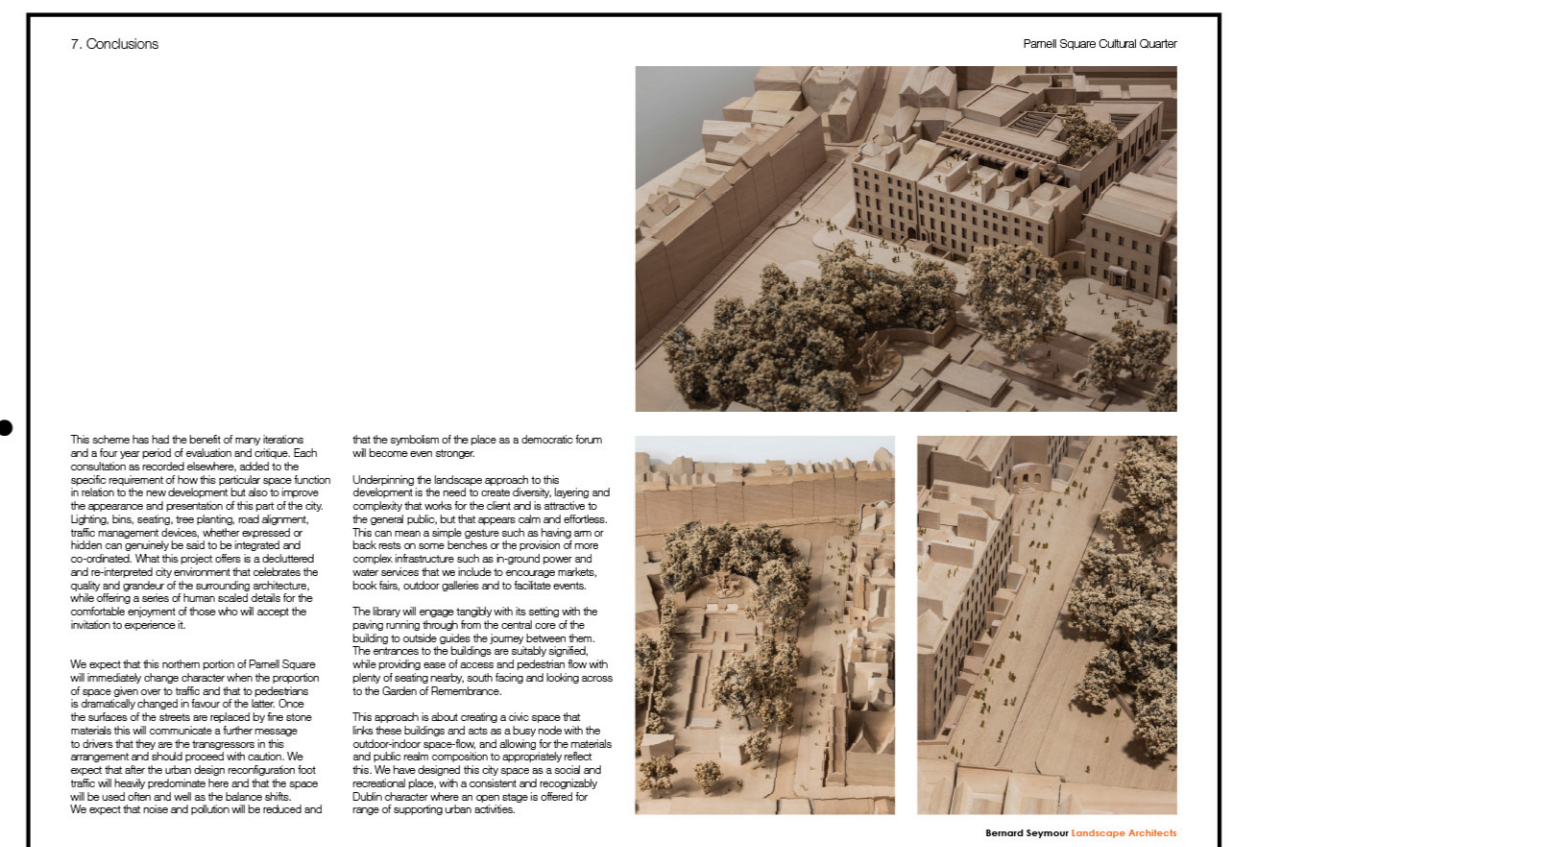 7. Conclusions
Parnell Square Cultural Quarter
This scheme has had the benefit of many iterations
and a four year period of evaluation and critique. Each
consultation as recorded elsewhere, added to the
specific requirement of how this particular space function
in relation to the new development but also to improve
the appearance and presentation of this part of the city.
Lighting, bins, seating, tree planting, road alignment,
traffic management devices, whether expressed or
hidden can genuinely be said to be integrated and
co-ordinated. What this project offers is a decluttered
and re-interpreted city environment that celebrates the
quality and grandeur of the surrounding architecture,
while offering a series of human scaled details for the
comfortable enjoyment of those who will accept the
invitation to experience it.
We expect that this northern portion of Parnell Square
will immediately change character when the proportion
of space given over to traffic and that to pedestrians
is dramatically changed in favour of the latter. Once
the surfaces of the streets are replaced by fine stone
materials this will communicate a further message
to drivers that they are the transgressors in this
arrangement and should proceed with caution. We
expect that after the urban design reconfiguration foot
traffic will heavily predominate here and that the space
will be used often and well as the balance shifts.
We expect that noise and pollution will be reduced and
that the symbolism of the place as a democratic forum
will become even stronger.
Underpinning the landscape approach to this
development is the need to create diversity, layering and
complexity that works for the client and is attractive to
the general public, but that appears calm and effortless.
This can mean a simple gesture such as having arm or
back rests on some benches or the provision of more
complex infrastructure such as in-ground power and
water services that we include to encourage markets,
book fairs, outdoor galleries and to facilitate events.
The library will engage tangibly with its setting with the
paving running through from the central core of the
building to outside guides the journey between them.
The entrances to the buildings are suitably signified,
while providing ease of access and pedestrian flow with
plenty of seating nearby, south facing and looking across
to the Garden of Remembrance.
This approach is about creating a civic space that
links these buildings and acts as a busy node with the
outdoor-indoor space-flow, and allowing for the materials
and public realm composition to appropriately reflect
this. We have designed this city space as a social and
recreational place, with a consistent and recognizably
Dublin character where an open stage is offered for
range of supporting urban activities.
Bernard Seymour Landscape Architects